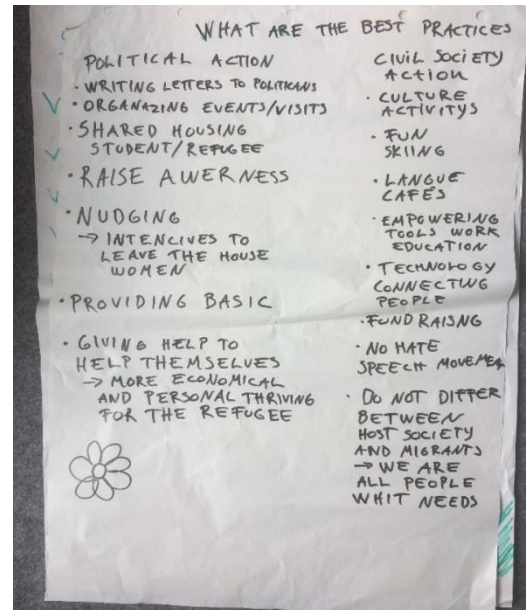 WHAT ARE THE BEST PRACTICES
POLITICAL ACTION
· WRITING LETTERS TO POLITICANS
· ORGANAZING EVENTS/VISITS
· SHARED HOUSING
STUDENT/REFUGEE
· RAISE AWERNESS
· NUDGING
→ INTENCIVES TO
LEAVE THE HOUSE
WOMEN
· PROVIDING BASIC
· GIVING HELP TO
HELP THEMSELVES
→ MORE ECONOMICAL
AND PERSONAL THRIVING
FOR THE REFUGEE
CIVIL SOCIETY
ACTION
· CULTURE
ACTIVITYS
· FUN
SKIING
· LANGUE
CAFÉS
· EMPOWERING
TOOLS WORK
EDUCATION
· TECHNOLOGY
CONNECTING
PEOPLE
· FUND RAISNG
· NO HATE
SPEECH MOVEMENT
· DO NOT DIFFER
BETWEEN
HOST SOCIETY
AND MIGRANTS
→ WE ARE
ALL PEOPLE
WHIT NEEDS